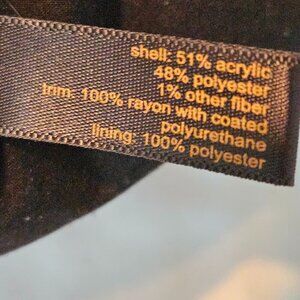 shell: 51% acrylic
48% polyester
1% other fiber
trim: 100% rayon with coated
polyurethane
lining: 100% polyester